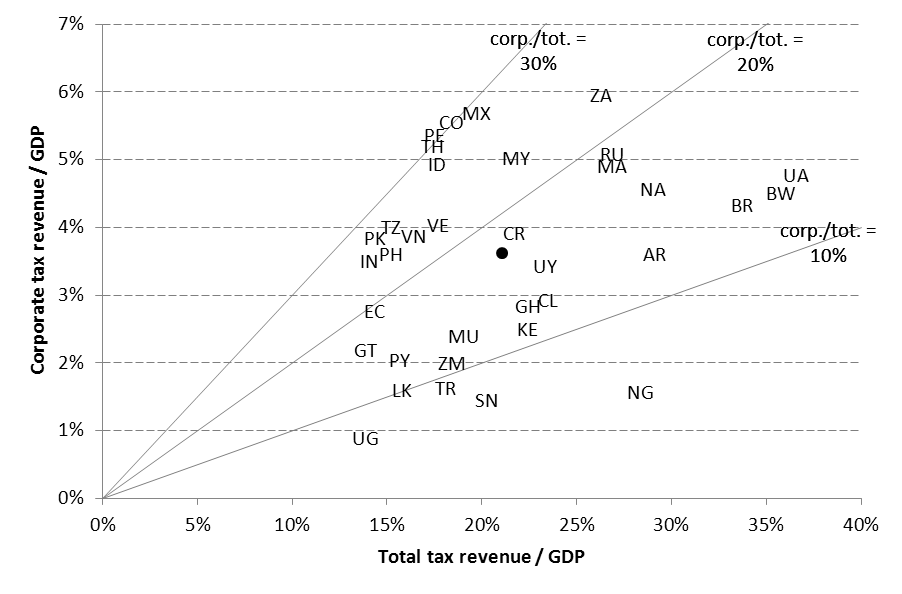 7%
corp./tot. =
30%
corp./tot. =
20%
6%
ZA
MX
CO
PE
TH
5%
ID
MY
RU
MA
NA
UA
BW
BR
4%
corp./tot. =
10%
TZ
VE
PK
VN
CR
IN
PH
UY
AR
3%
EC
GH
CL
KE
MU
GT
2%
PY
ZM
LK
TR
SN
NG
1%
UG
0%
Corporate tax revenue / GDP
0%
5%
10%
15%
20%
25%
30%
35%
40%
Total tax revenue / GDP